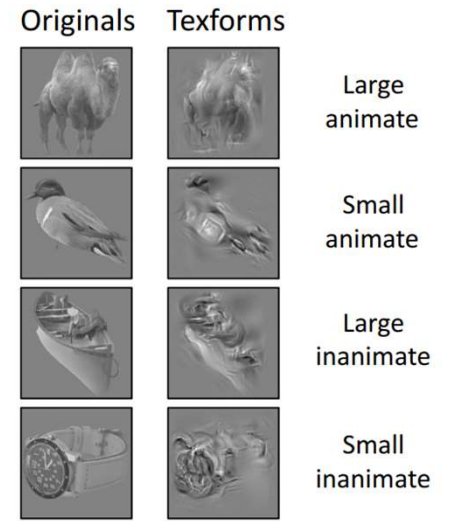 Originals Texforms
Large
animate
Small
animate
Large
inanimate
Small
inanimate